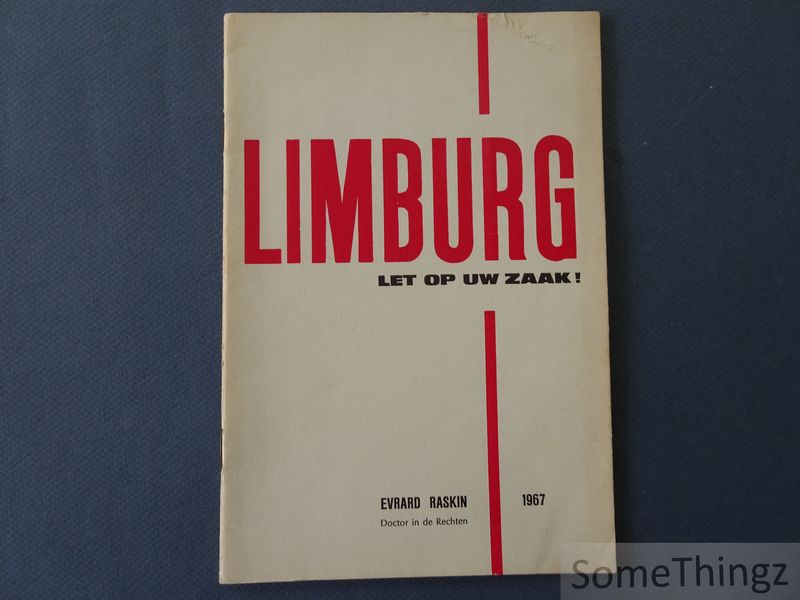 LIMBURG
LET OP UW ZAAK!
EVRARD RASKIN 1967
Doctor in de Rechten
SomeThingz